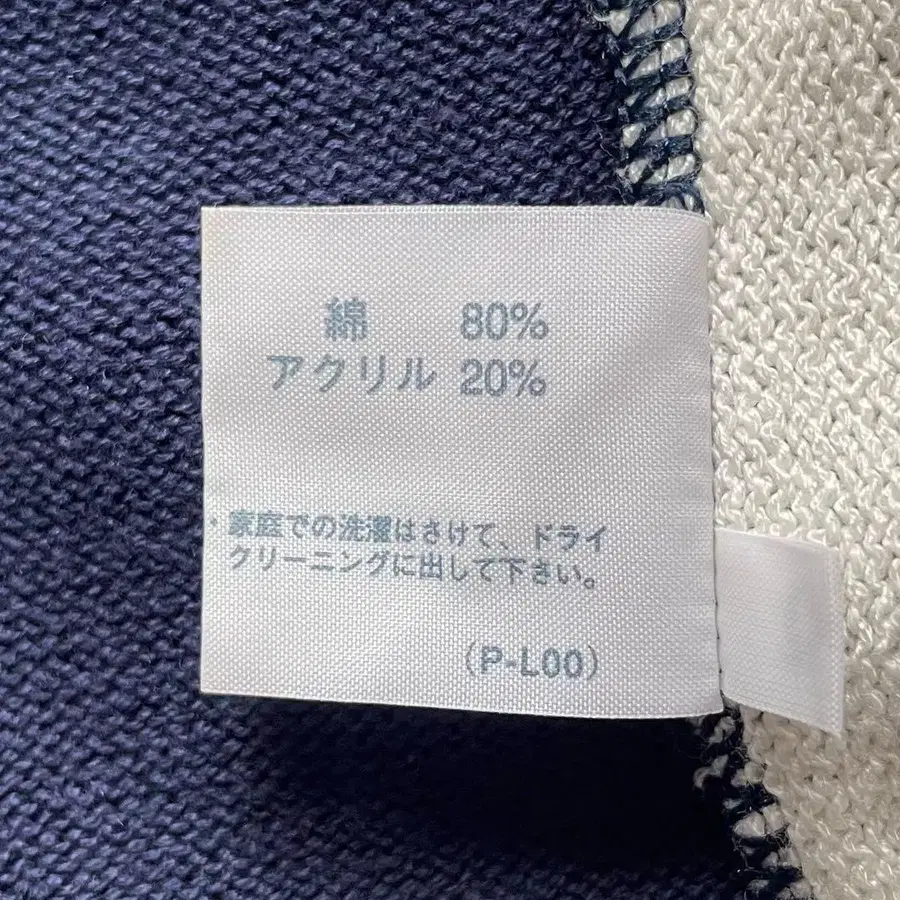 綿 80%
アクリル 20%
・家庭での洗濯はさけて、ドライ
クリーニングに出して下さい。
(P-L00)